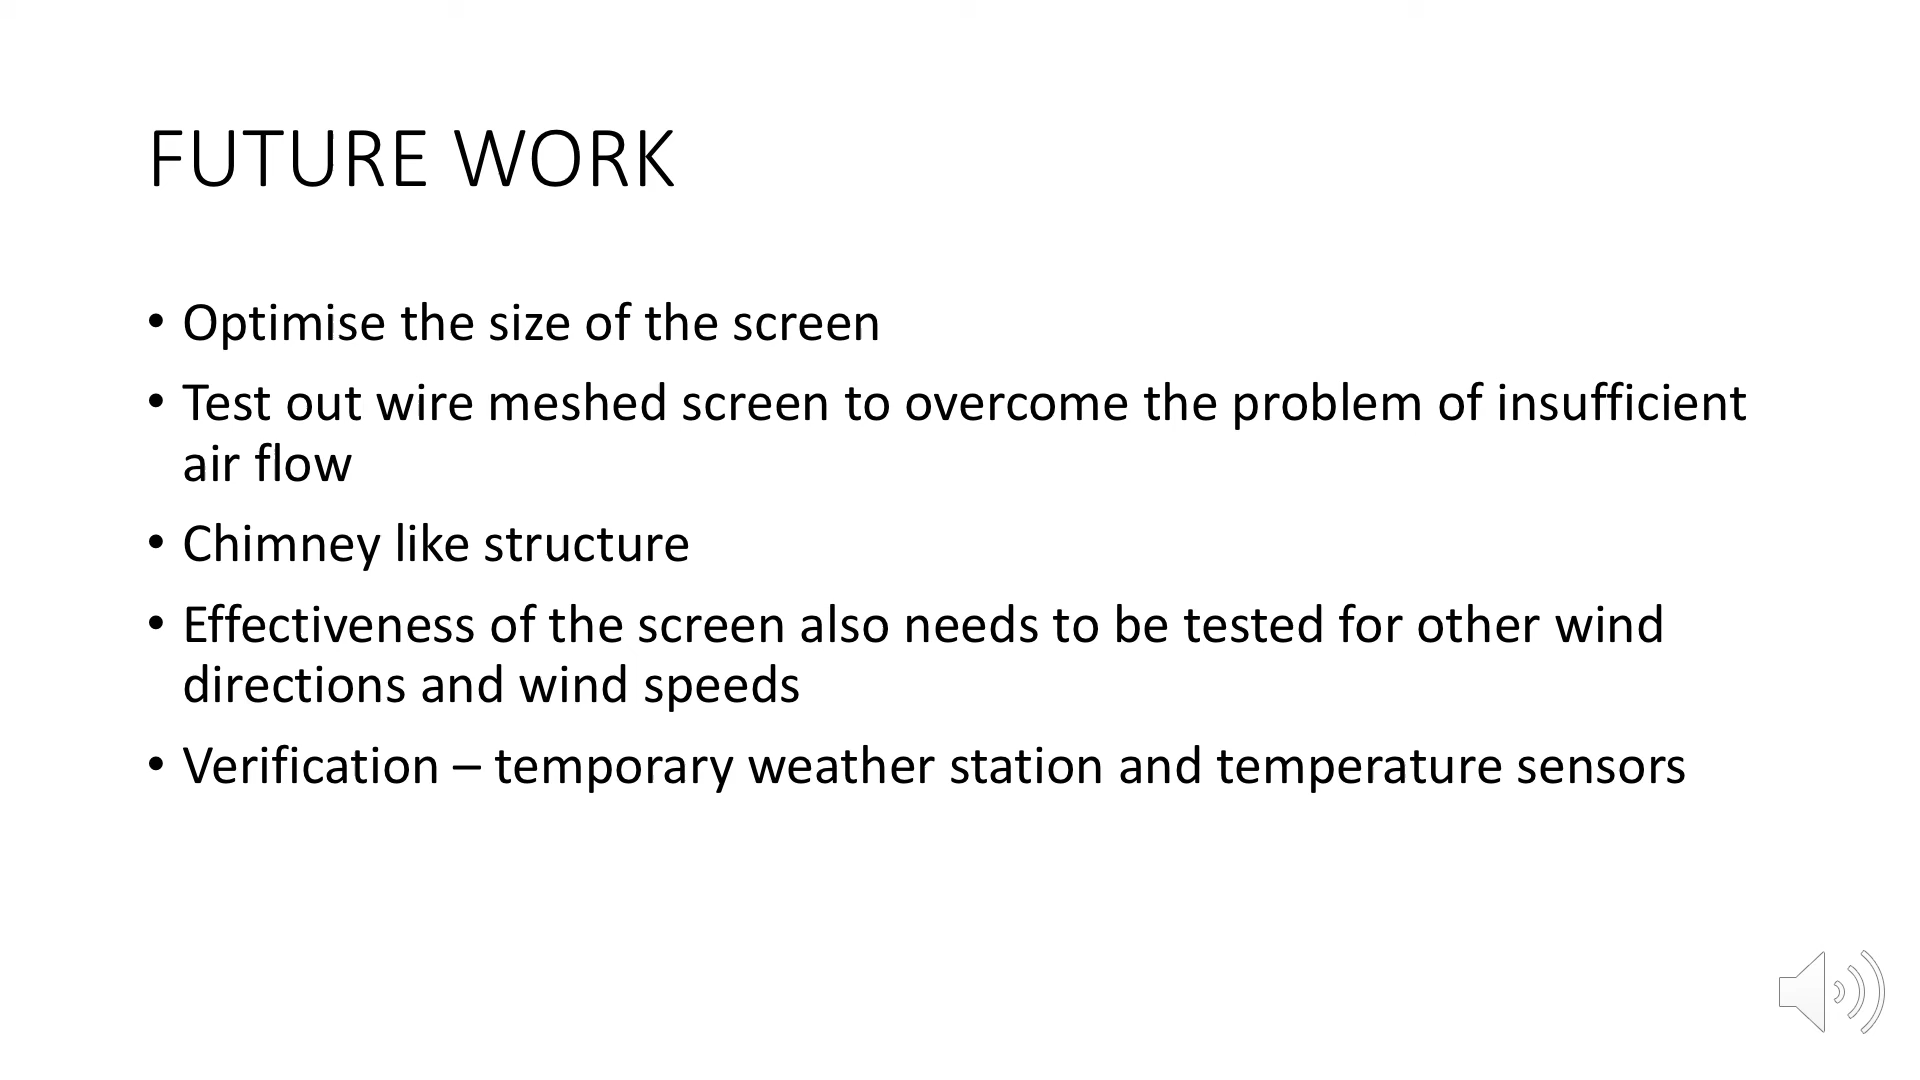 FUTURE WORK
• Optimise the size of the screen
• Test out wire meshed screen to overcome the problem of insufficient
air flow
• Chimney like structure
• Effectiveness of the screen also needs to be tested for other wind
directions and wind speeds
• Verification – temporary weather station and temperature sensors